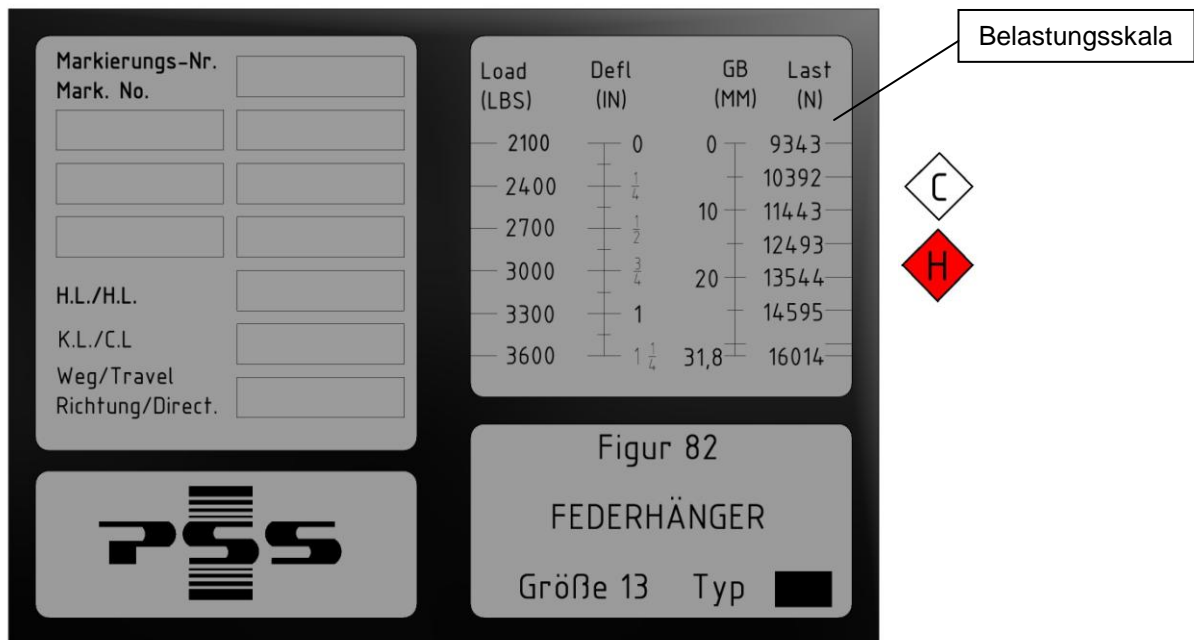 Markierungs-Nr.
Mark. No.
H.L./H.L.
K.L./C.L
Weg/Travel
Richtung/Direct.
PSS
Load Defl GB Last
(LBS) (IN) (MM) (N)
2100 0 0 9343
10392
2400 1/4
10 11443
2700 1/2
12493
3000 3/4 20 13544
3300 1 14595
3600 1 1/4 31,8 16014
Figur 82
FEDERHÄNGER
Größe 13 Typ
Belastungsskala
C
H